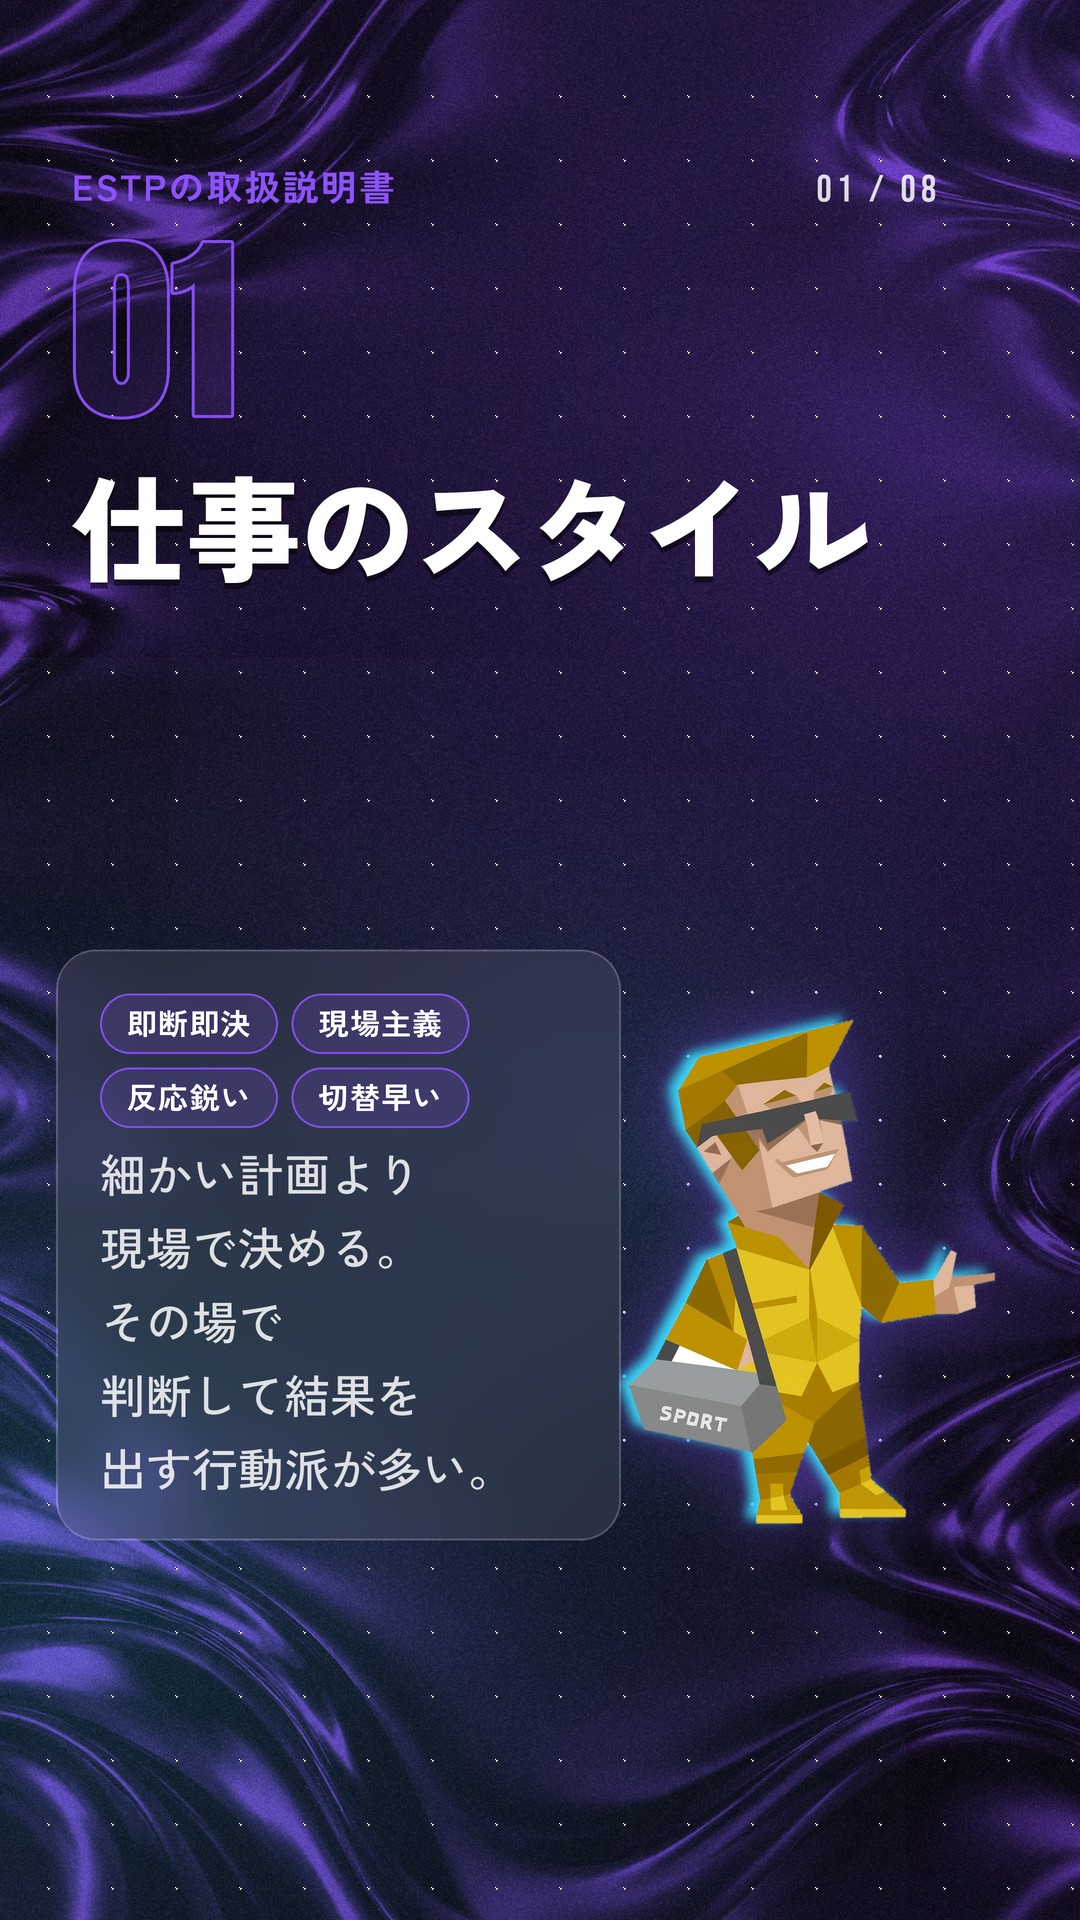 ESTPの取扱説明書
01 / 08
01
仕事のスタイル
即断即決
現場主義
反応鋭い
切替早い
細かい計画より
現場で決める。
その場で
判断して結果を
出す行動派が多い。
SPORT